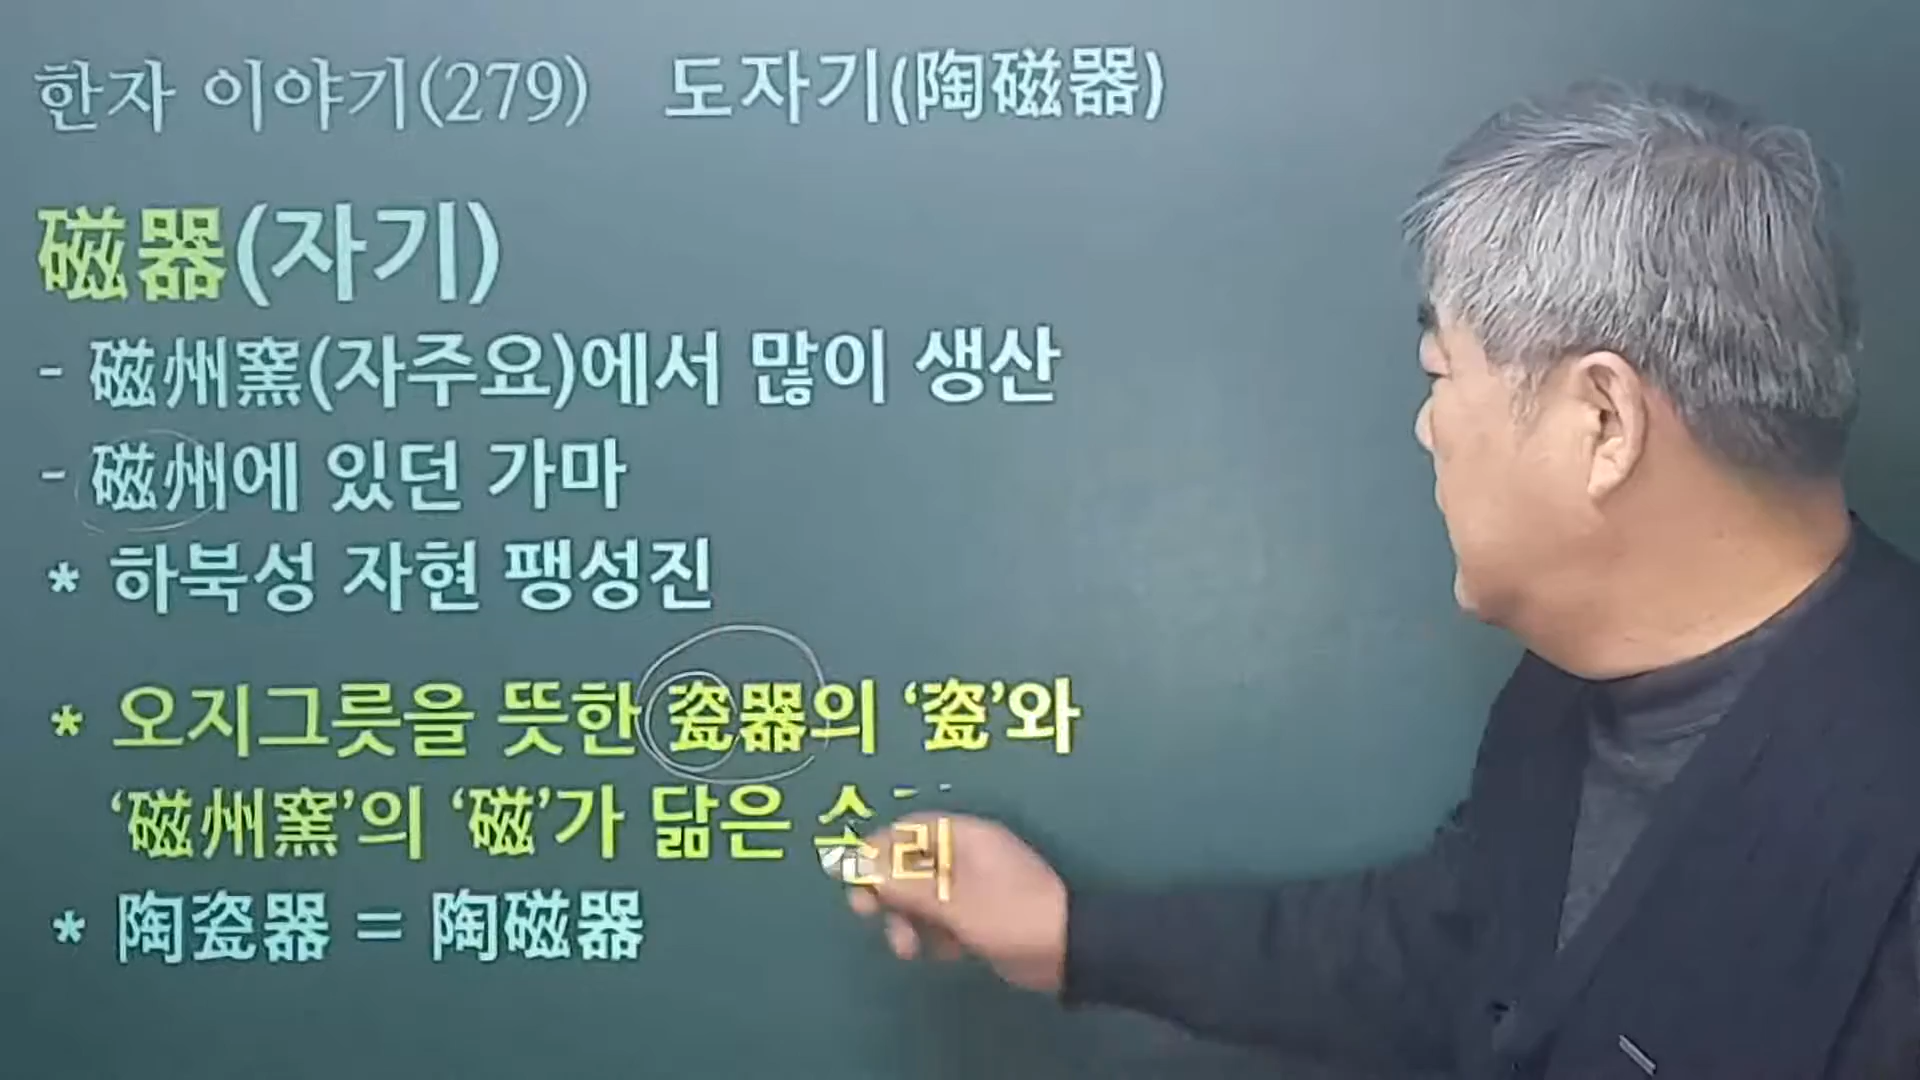 한자 이야기(279) 도자기(陶磁器)
磁器(자기)
- 磁州窯(자주요)에서 많이 생산
- 磁州에 있던 가마
* 하북성 자현 팽성진
* 오지그릇을 뜻한 瓷器의 ‘瓷’와
‘磁州窯’의 ‘磁’가 닮은 소리
* 陶瓷器 = 陶磁器